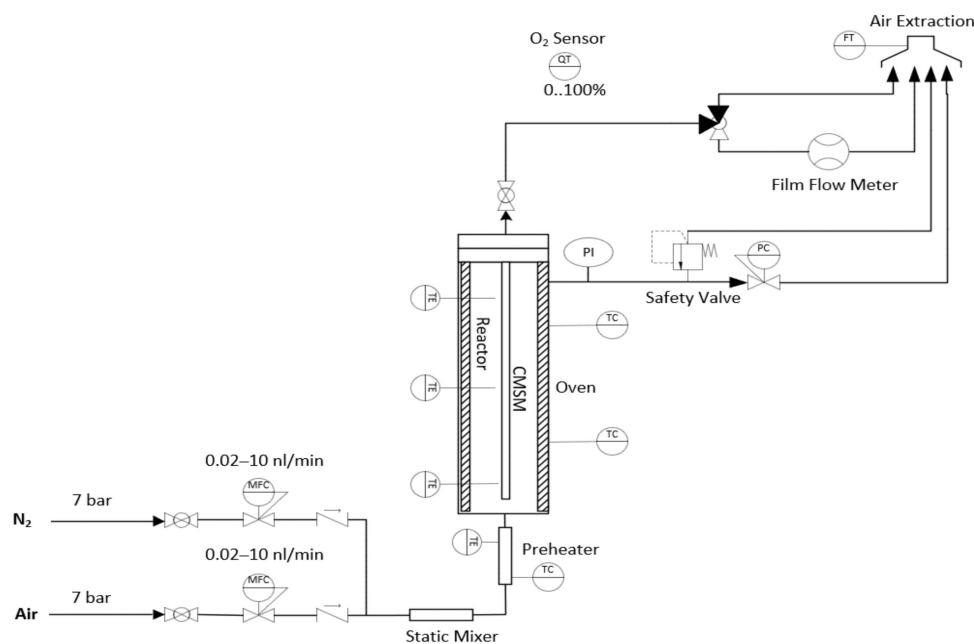 Air Extraction
FT
O₂ Sensor
QT
0..100%
Film Flow Meter
PI
PC
Safety Valve
TE
TC
Reactor
CMSM
TE
Oven
TC
TE
0.02–10 nl/min
7 bar
MFC
N₂
TE
Preheater
TC
0.02–10 nl/min
7 bar
MFC
Air
Static Mixer